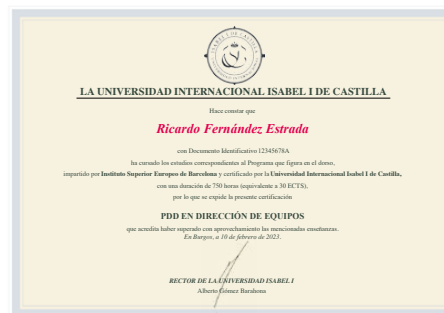 LA UNIVERSIDAD INTERNACIONAL ISABEL I DE CASTILLA
Hace constar que
Ricardo Fernández Estrada
con Documento Identificativo 12345678A
ha cursado los estudios correspondientes al Programa que figura en el dorso,
impartido por Instituto Superior Europeo de Barcelona y certificado por la Universidad Internacional Isabel I de Castilla,
con una duración de 750 horas (equivalente a 30 ECTS),
por lo que se expide la presente certificación
PDD EN DIRECCIÓN DE EQUIPOS
que acredita haber superado con aprovechamiento las mencionadas enseñanzas.
En Burgos, a 10 de febrero de 2023.
RECTOR DE LA UNIVERSIDAD ISABEL I
Alberto Gómez Barahona